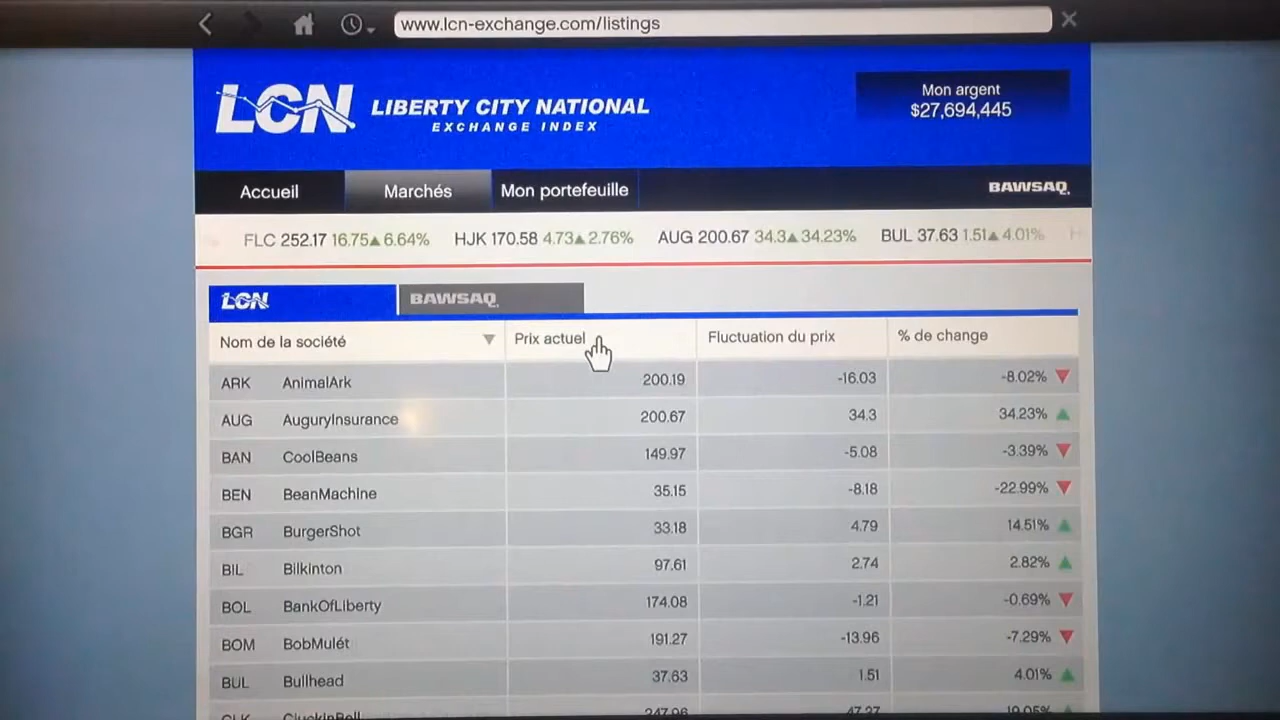 www.lcn-exchange.com/listings
LCN LIBERTY CITY NATIONAL
EXCHANGE INDEX
Mon argent
$27,694,445
Accueil Marchés Mon portefeuille BAWSAQ
FLC 252.17 16.75▲6.64% HJK 170.58 4.73▲2.76% AUG 200.67 34.3▲34.23% BUL 37.63 1.51▲4.01%
LCN BAWSAQ
Nom de la société ▼ Prix actuel Fluctuation du prix % de change
ARK AnimalArk 200.19 -16.03 -8.02% ▼
AUG AuguryInsurance 200.67 34.3 34.23% ▲
BAN CoolBeans 149.97 -5.08 -3.39% ▼
BEN BeanMachine 35.15 -8.18 -22.99% ▼
BGR BurgerShot 33.18 4.79 14.51% ▲
BIL Bilkinton 97.61 2.74 2.82% ▲
BOL BankOfLiberty 174.08 -1.21 -0.69% ▼
BOM BobMulét 191.27 -13.96 -7.29% ▼
BUL Bullhead 37.63 1.51 4.01% ▲
CluckinBell 47.27